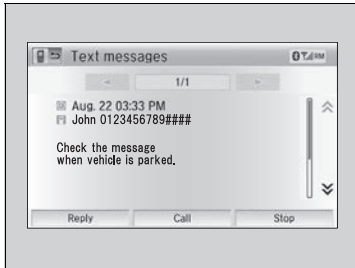 Text messages
1/1
Aug. 22 03:33 PM
John 0123456789####
Check the message
when vehicle is parked.
Reply Call Stop